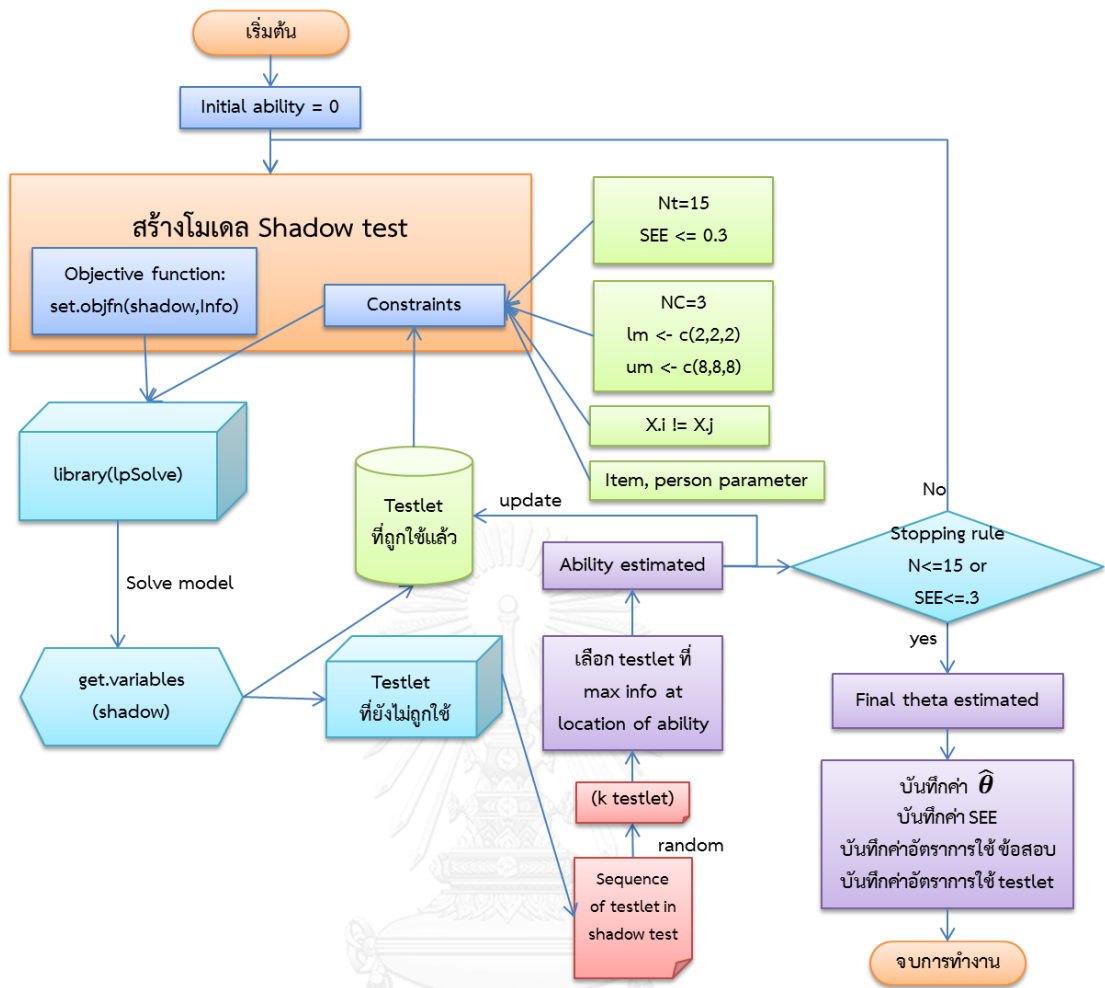 เริ่มต้น
Initial ability = 0
สร้างโมเดล Shadow test
Objective function:
set.objfn(shadow,Info)
Constraints
Nt=15
SEE <= 0.3
NC=3
lm <- c(2,2,2)
um <- c(8,8,8)
X.i != X.j
Item, person parameter
library(lpSolve)
Solve model
get.variables
(shadow)
Testlet
ที่ถูกใช้แล้ว
update
Testlet
ที่ยังไม่ถูกใช้
Sequence
of testlet in
shadow test
random
(k testlet)
เลือก testlet ที่
max info at
location of ability
Ability estimated
No
Stopping rule
N<=15 or
SEE<=.3
yes
Final theta estimated
บันทึกค่า θ̂
บันทึกค่า SEE
บันทึกค่าอัตราการใช้ ข้อสอบ
บันทึกค่าอัตราการใช้ testlet
จบการทำงาน